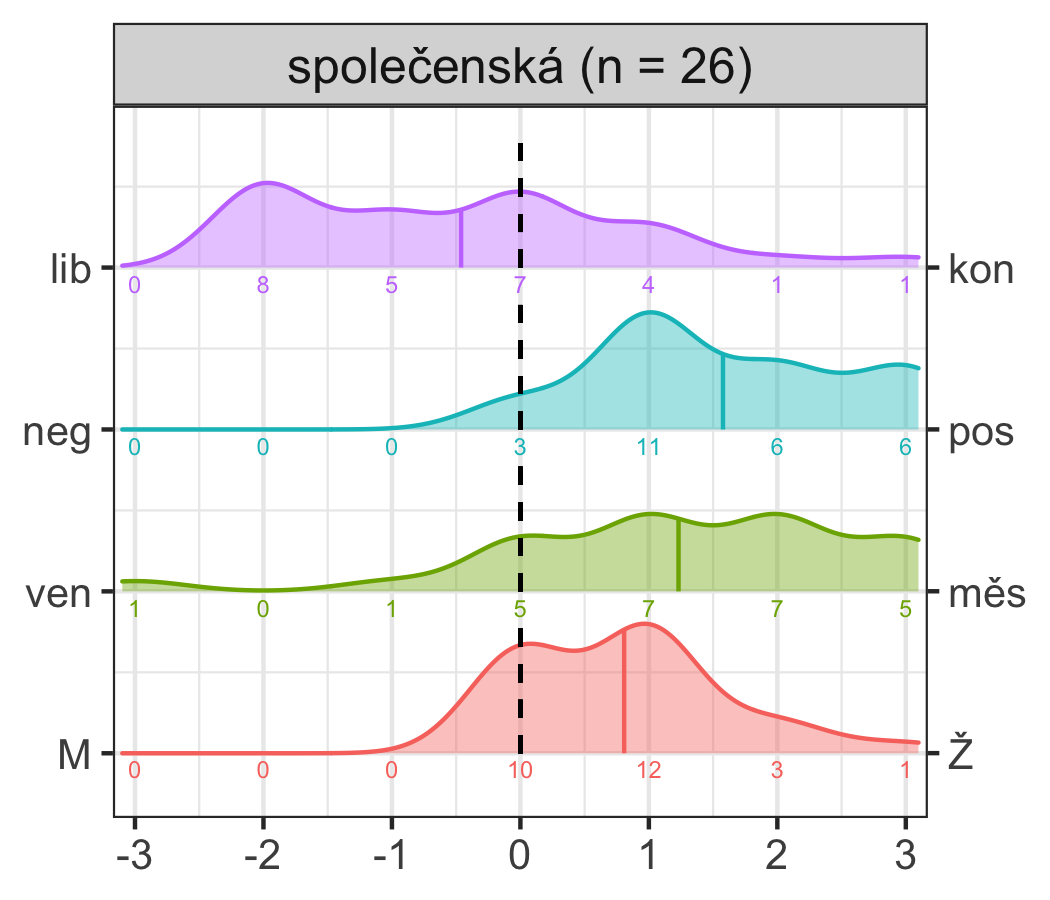 společenská (n = 26)
lib kon
0 8 5 7 4 1 1
neg pos
0 0 0 3 11 6 6
ven měs
1 0 1 5 7 7 5
M Ž
0 0 0 10 12 3 1
-3 -2 -1 0 1 2 3